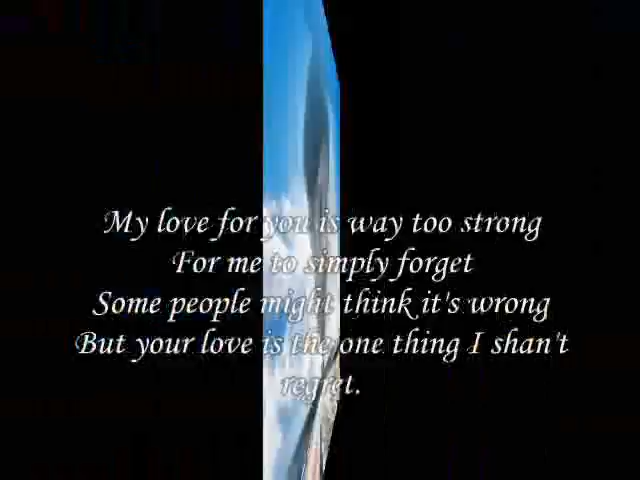 My love for you is way too strong
For me to simply forget
Some people might think it's wrong
But your love is the one thing I shan't
regret.